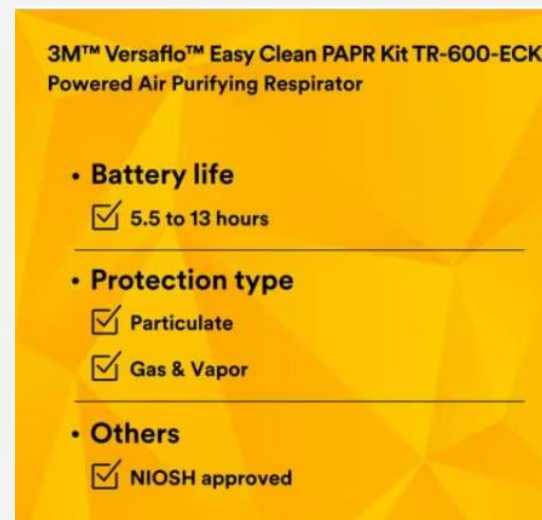 3M™ Versaflo™ Easy Clean PAPR Kit TR-600-ECK
Powered Air Purifying Respirator
• Battery life
☑ 5.5 to 13 hours
• Protection type
☑ Particulate
☑ Gas & Vapor
• Others
☑ NIOSH approved